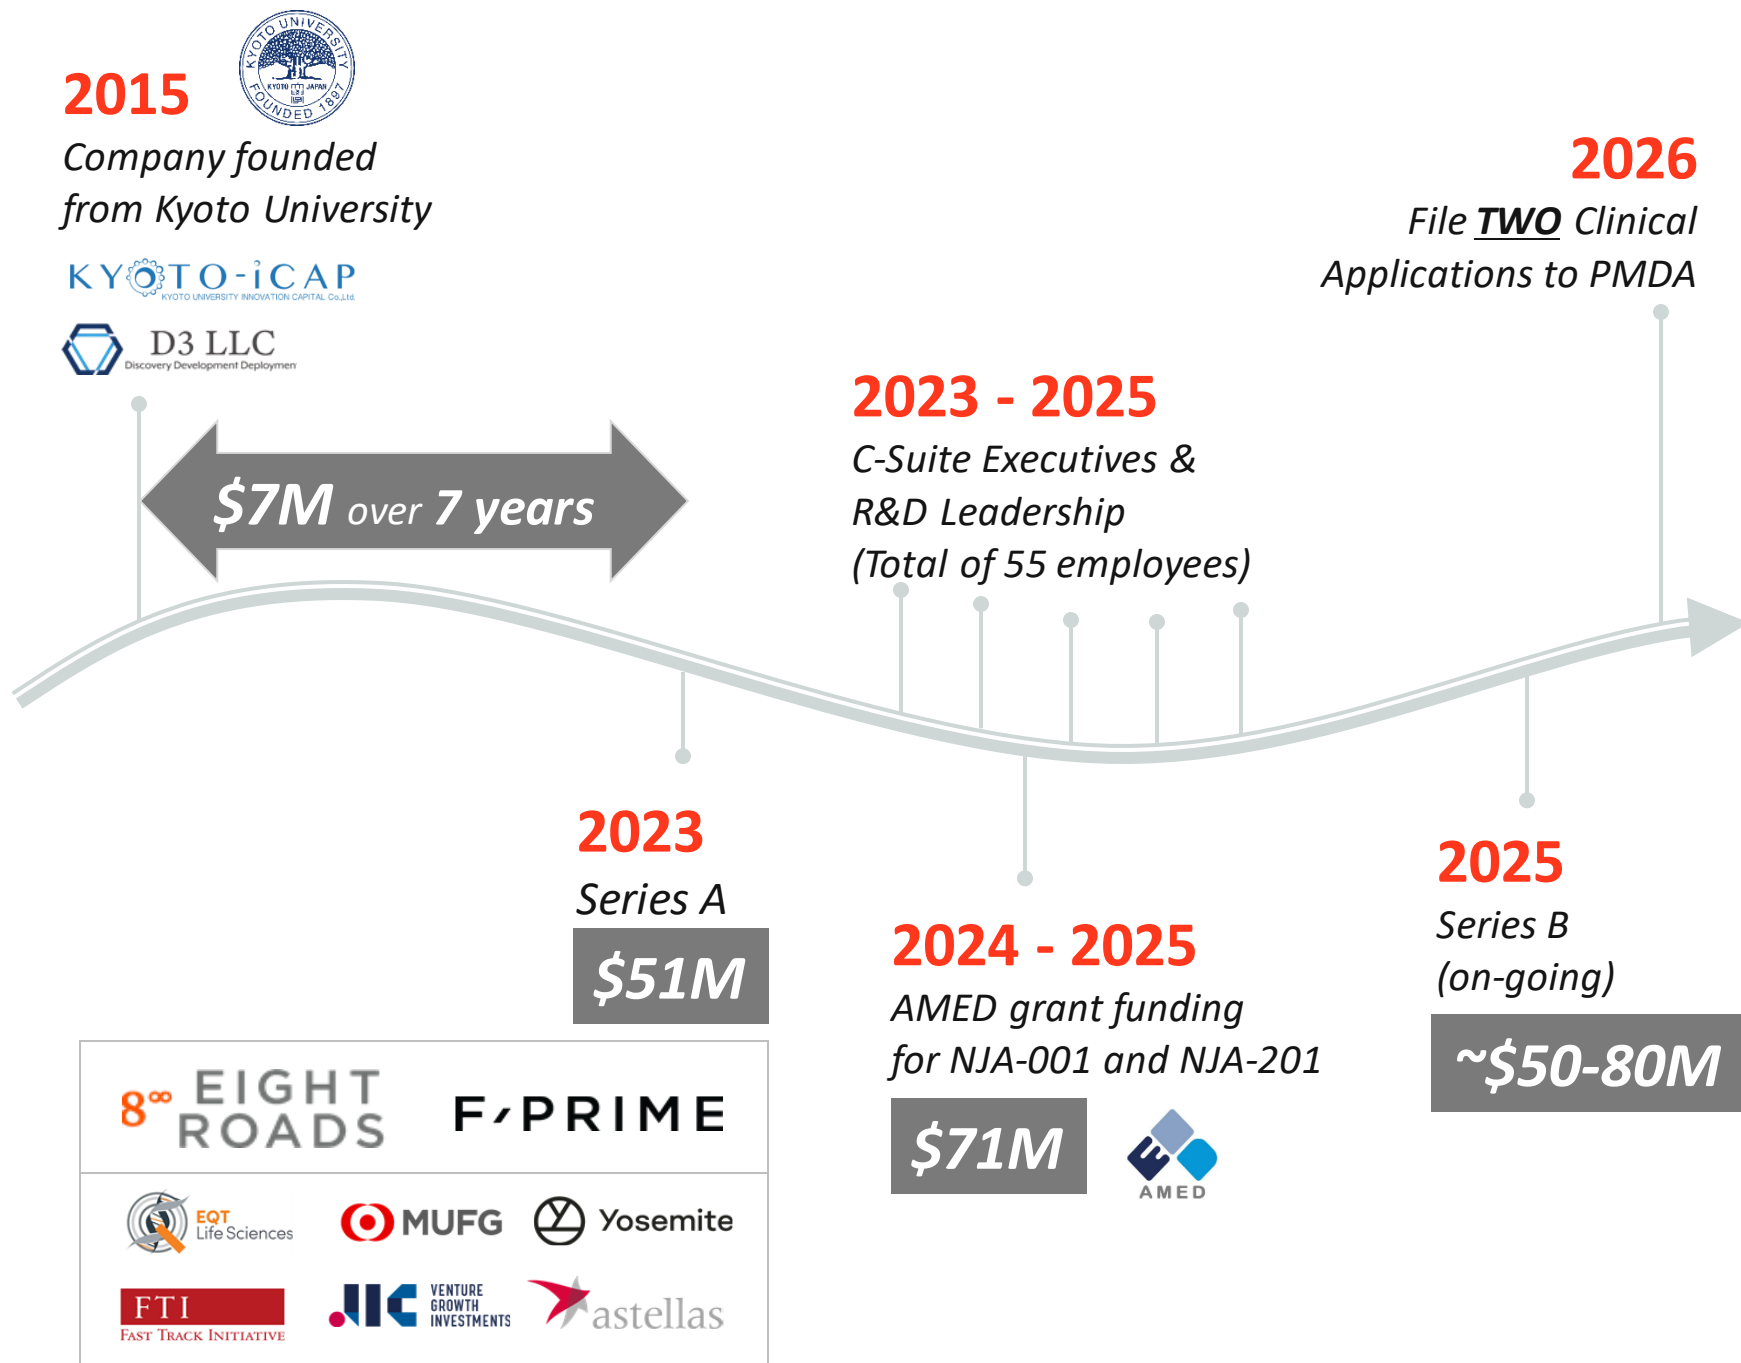 2015
KYOTO UNIVERSITY
KYOTO JAPAN
FOUNDED 1897
Company founded
from Kyoto University
KYOTO-iCAP
KYOTO UNIVERSITY INNOVATION CAPITAL Co.,Ltd.
D3 LLC
Discovery Development Deploymen
$7M over 7 years
2023 - 2025
C-Suite Executives &
R&D Leadership
(Total of 55 employees)
2026
File TWO Clinical
Applications to PMDA
2023
Series A
$51M
8∞ EIGHT
ROADS
F/PRIME
EQT
Life Sciences
MUFG
Yosemite
FTI
FAST TRACK INITIATIVE
JIC
VENTURE
GROWTH
INVESTMENTS
astellas
2024 - 2025
AMED grant funding
for NJA-001 and NJA-201
$71M
AMED
2025
Series B
(on-going)
~$50-80M